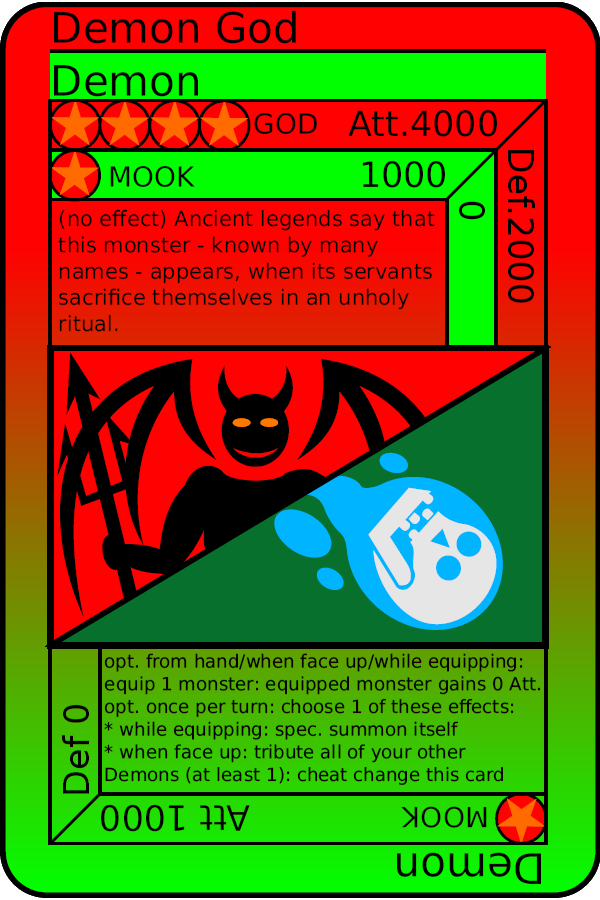 Demon God
Demon
GOD Att.4000
MOOK 1000
Def.2000
0
(no effect) Ancient legends say that
this monster - known by many
names - appears, when its servants
sacrifice themselves in an unholy
ritual.
opt. from hand/when face up/while equipping:
equip 1 monster: equipped monster gains 0 Att.
opt. once per turn: choose 1 of these effects:
* while equipping: spec. summon itself
* when face up: tribute all of your other
Demons (at least 1): cheat change this card
Def 0
Att 1000
MOOK
Demon